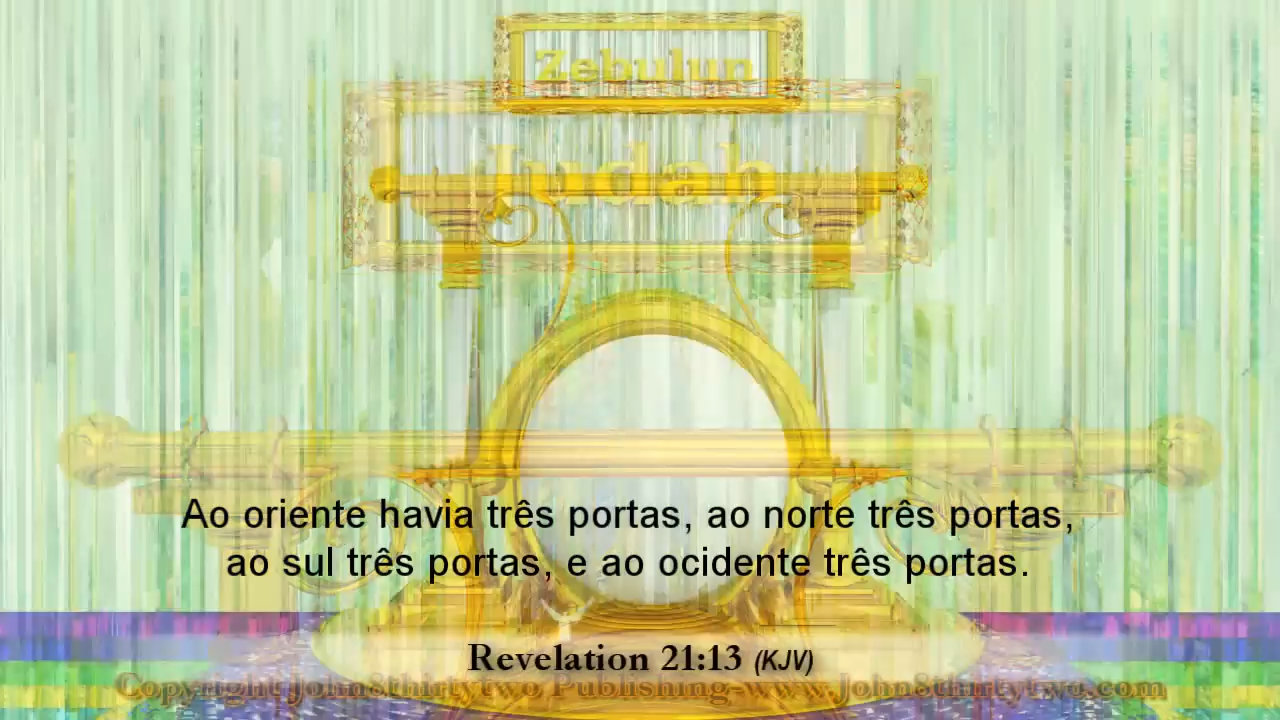 Zebulun
Judah
Ao oriente havia três portas, ao norte três portas,
ao sul três portas, e ao ocidente três portas.
Revelation 21:13 (KJV)
Copyright John8thirtytwo Publishing- www.John8thirtytwo.com